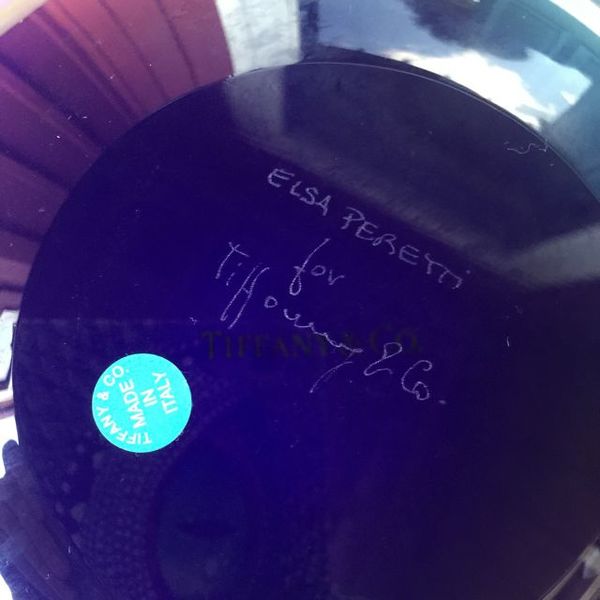 ELSA PERETTI
for
Tiffany & Co.
TIFFANY & CO.
TIFFANY & CO.
MADE
IN
ITALY